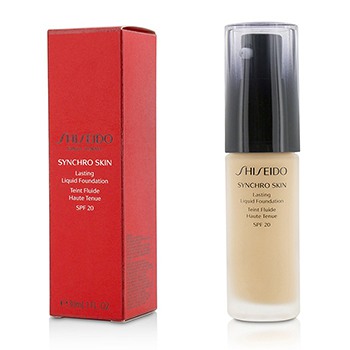 SHISEIDO
SYNCHRO SKIN
Lasting
Liquid Foundation
Teint Fluide
Haute Tenue
SPF 20
SHISEIDO
SYNCHRO SKIN
Lasting
Liquid Foundation
Teint Fluide
Haute Tenue
SPF 20